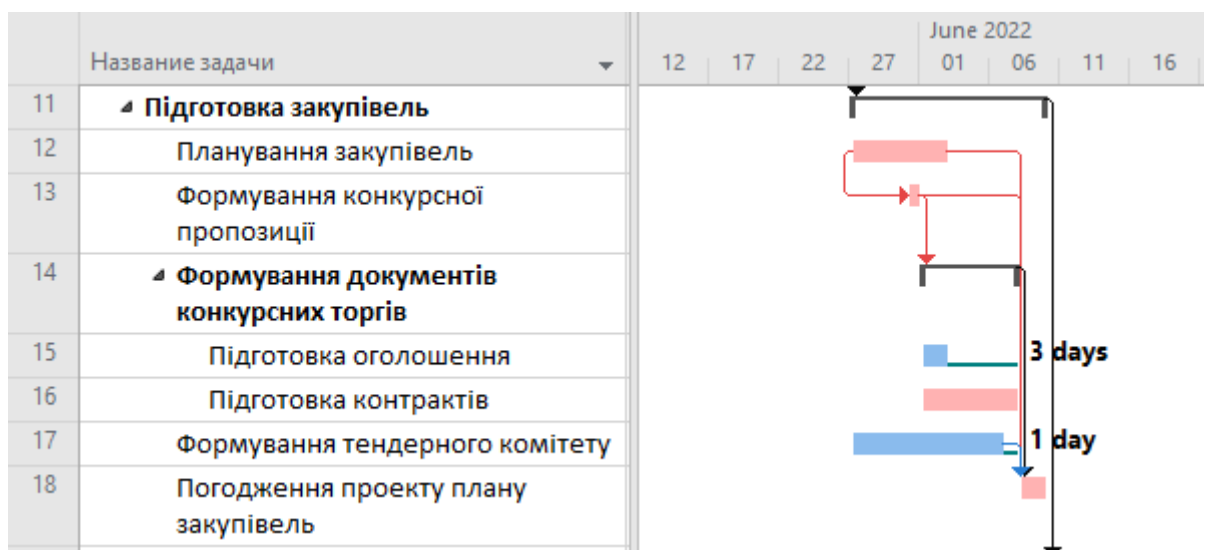 June 2022
Название задачи
12 17 22 27 01 06 11 16
11 Підготовка закупівель
12 Планування закупівель
13 Формування конкурсної
пропозиції
14 Формування документів
конкурсних торгів
15 Підготовка оголошення 3 days
16 Підготовка контрактів
17 Формування тендерного комітету 1 day
18 Погодження проекту плану
закупівель